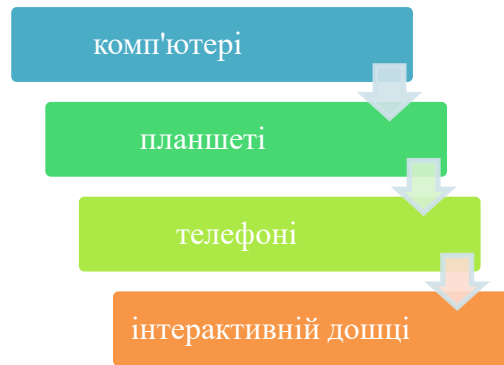 комп'ютері
планшеті
телефоні
інтерактивній дошці